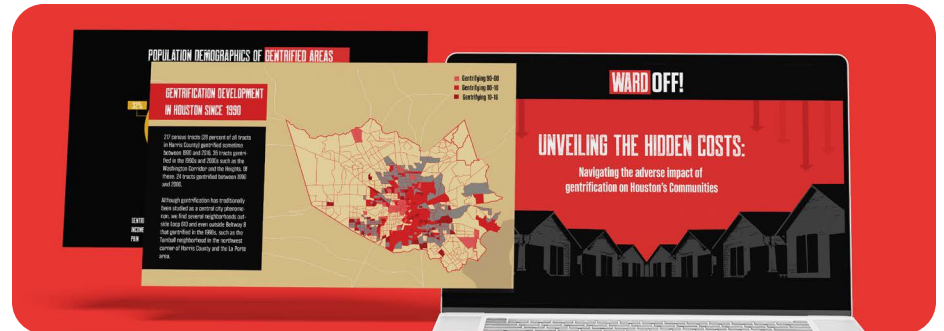 POPULATION DEMOGRAPHICS OF GENTRIFIED AREAS
GENTRIFICATION DEVELOPMENT
IN HOUSTON SINCE 1990
217 census tracts (28 percent of all tracts
in Harris County) gentrified sometime
between 1990 and 2016. 35 tracts gentri-
fied in the 1990s and 2000s such as the
Washington Corridor and the Heights. Of
these, 24 tracts gentrified between 1990
and 2000.
Although gentrification has traditionally
been studied as a central city phenome-
non, we find several neighborhoods out-
side Loop 610 and even outside Beltway 8
that gentrified in the 1990s, such as the
Tomball neighborhood in the northwest
corner of Harris County and the La Porte
area.
Gentrifying 90-00
Gentrifying 00-10
Gentrifying 10-16
GENTRI
INCOME
WARD OFF!
UNVEILING THE HIDDEN COSTS:
Navigating the adverse impact of
gentrification on Houston's Communities